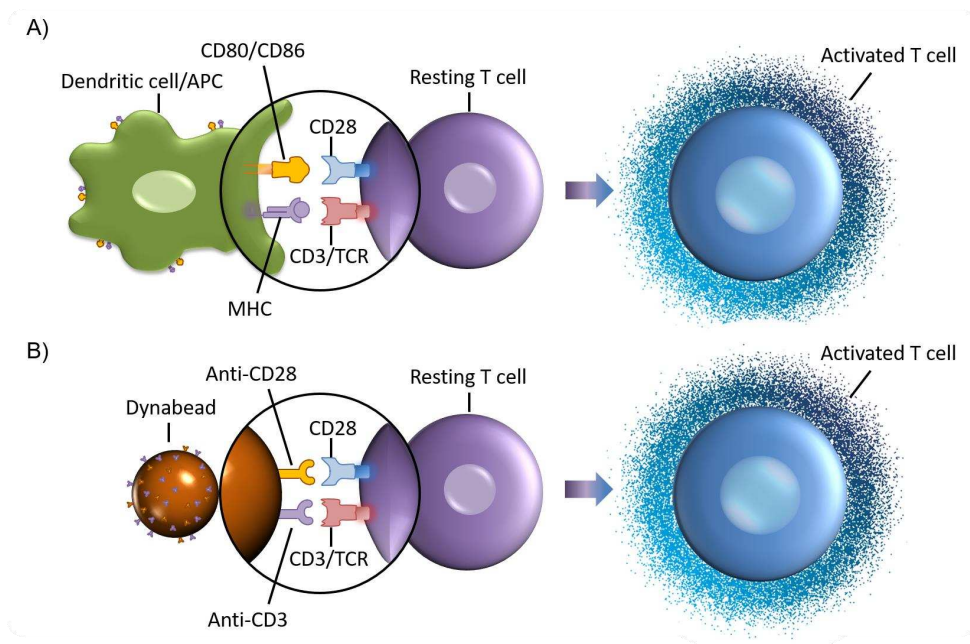 A)
CD80/CD86
Dendritic cell/APC
Resting T cell
Activated T cell
CD28
CD3/TCR
MHC
B)
Activated T cell
Anti-CD28
Resting T cell
Dynabead
CD28
CD3/TCR
Anti-CD3